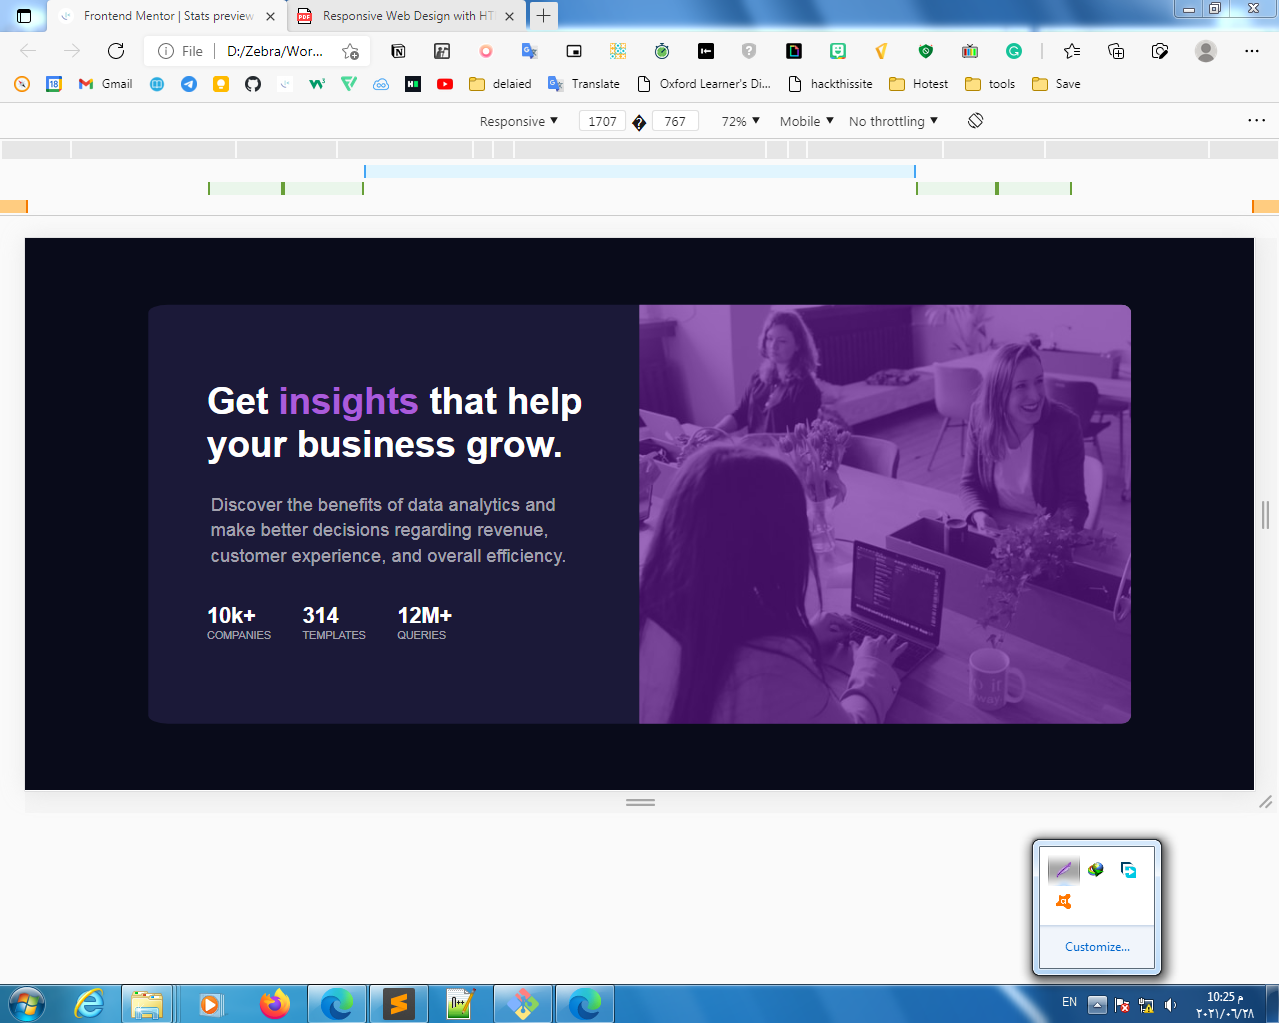 Frontend Mentor | Stats preview
Responsive Web Design with HT
File
D:/Zebra/Wor...
18
Gmail
delaied
Translate
Oxford Learner's Di...
hackthissite
Hotest
tools
Save
Responsive
1707
767
72%
Mobile
No throttling
Get insights that help
your business grow.
Discover the benefits of data analytics and
make better decisions regarding revenue,
customer experience, and overall efficiency.
10k+
314
12M+
COMPANIES
TEMPLATES
QUERIES
Customize...
EN
10:25 م
٢٠٢١/٠٦/٢٨